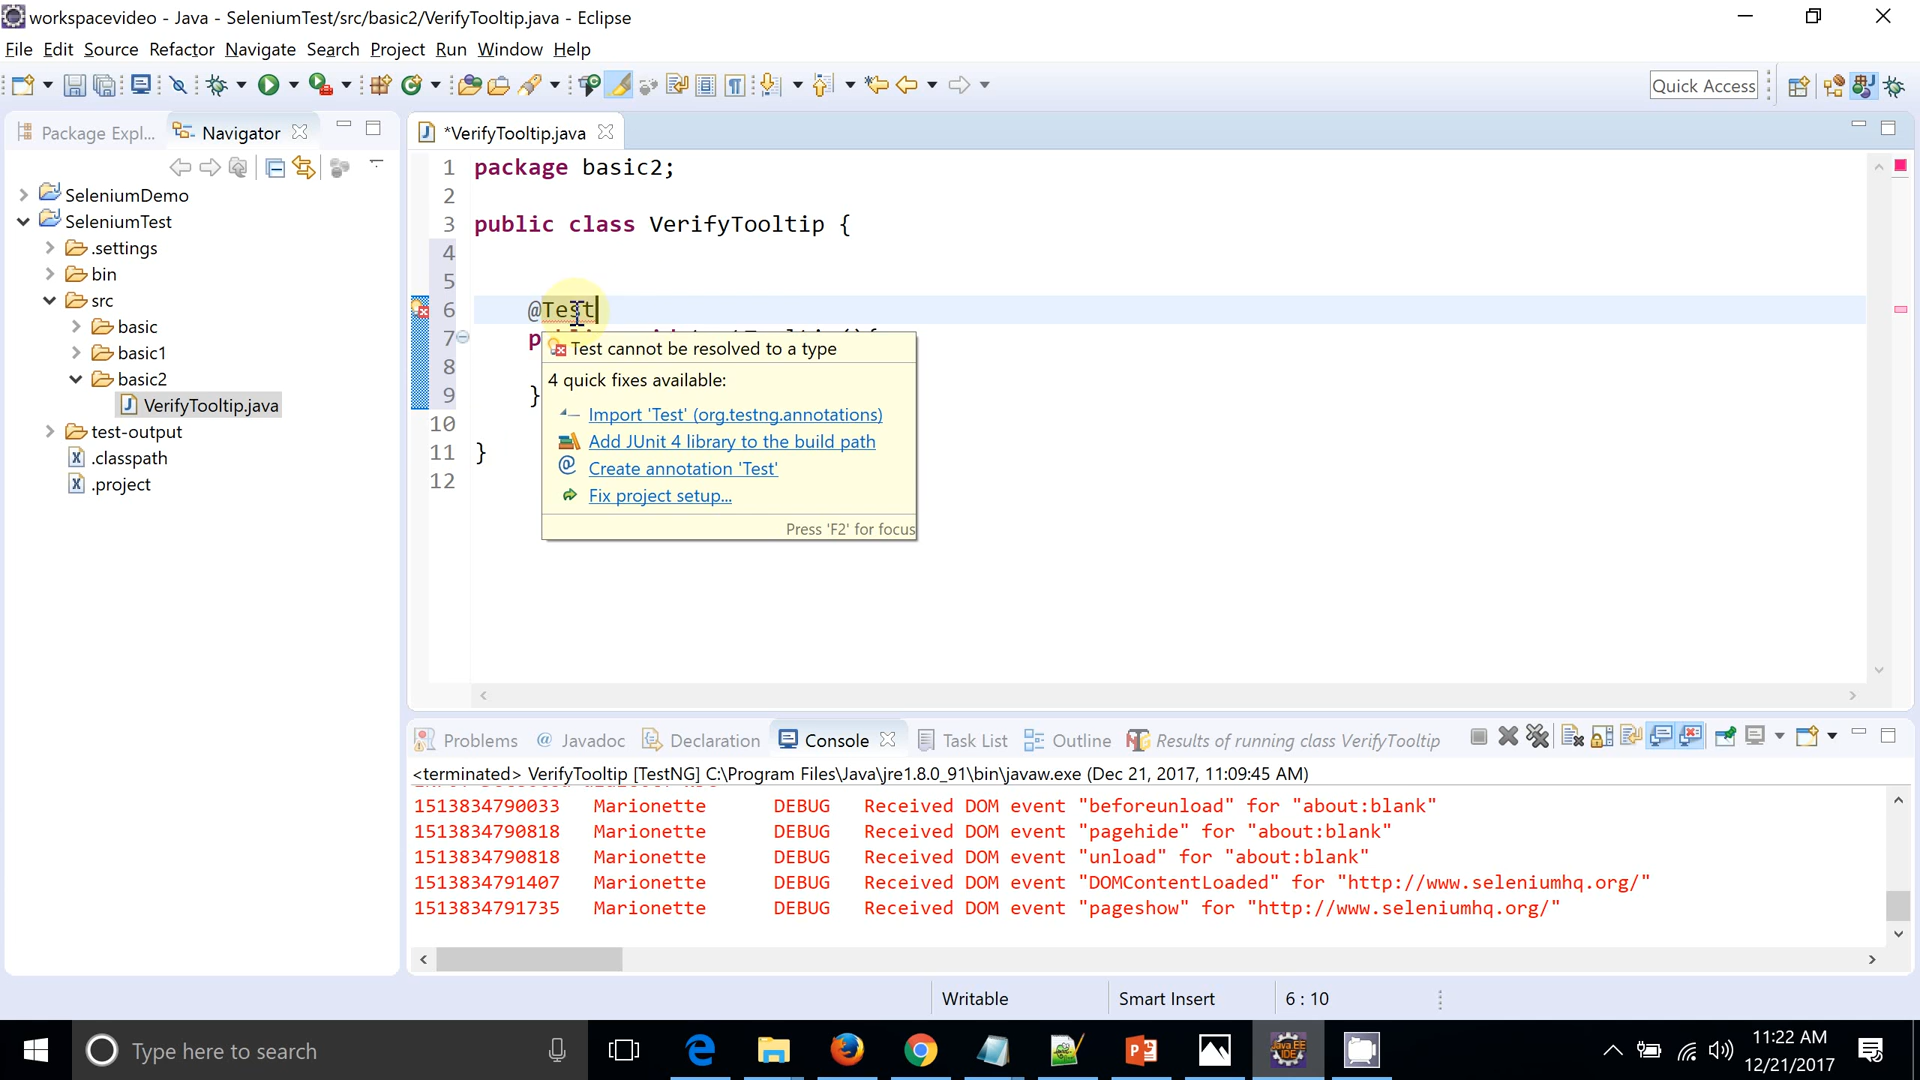 workspacevideo - Java - SeleniumTest/src/basic2/VerifyTooltip.java - Eclipse
File Edit Source Refactor Navigate Search Project Run Window Help
Quick Access
Package Expl...
Navigator
*VerifyTooltip.java
SeleniumDemo
SeleniumTest
.settings
bin
src
basic
basic1
basic2
VerifyTooltip.java
test-output
.classpath
.project
1 package basic2;
2
3 public class VerifyTooltip {
4
5
6 @Test
7
8
9 }
10
11 }
12
Test cannot be resolved to a type
4 quick fixes available:
Import 'Test' (org.testng.annotations)
Add JUnit 4 library to the build path
Create annotation 'Test'
Fix project setup...
Press 'F2' for focus
Problems @ Javadoc Declaration Console Task List Outline Results of running class VerifyTooltip
<terminated> VerifyTooltip [TestNG] C:\Program Files\Java\jre1.8.0_91\bin\javaw.exe (Dec 21, 2017, 11:09:45 AM)
1513834790033 Marionette DEBUG Received DOM event "beforeunload" for "about:blank"
1513834790818 Marionette DEBUG Received DOM event "pagehide" for "about:blank"
1513834790818 Marionette DEBUG Received DOM event "unload" for "about:blank"
1513834791407 Marionette DEBUG Received DOM event "DOMContentLoaded" for "http://www.seleniumhq.org/"
1513834791735 Marionette DEBUG Received DOM event "pageshow" for "http://www.seleniumhq.org/"
Writable Smart Insert 6 : 10
Type here to search
Java EE
IDE
11:22 AM
12/21/2017